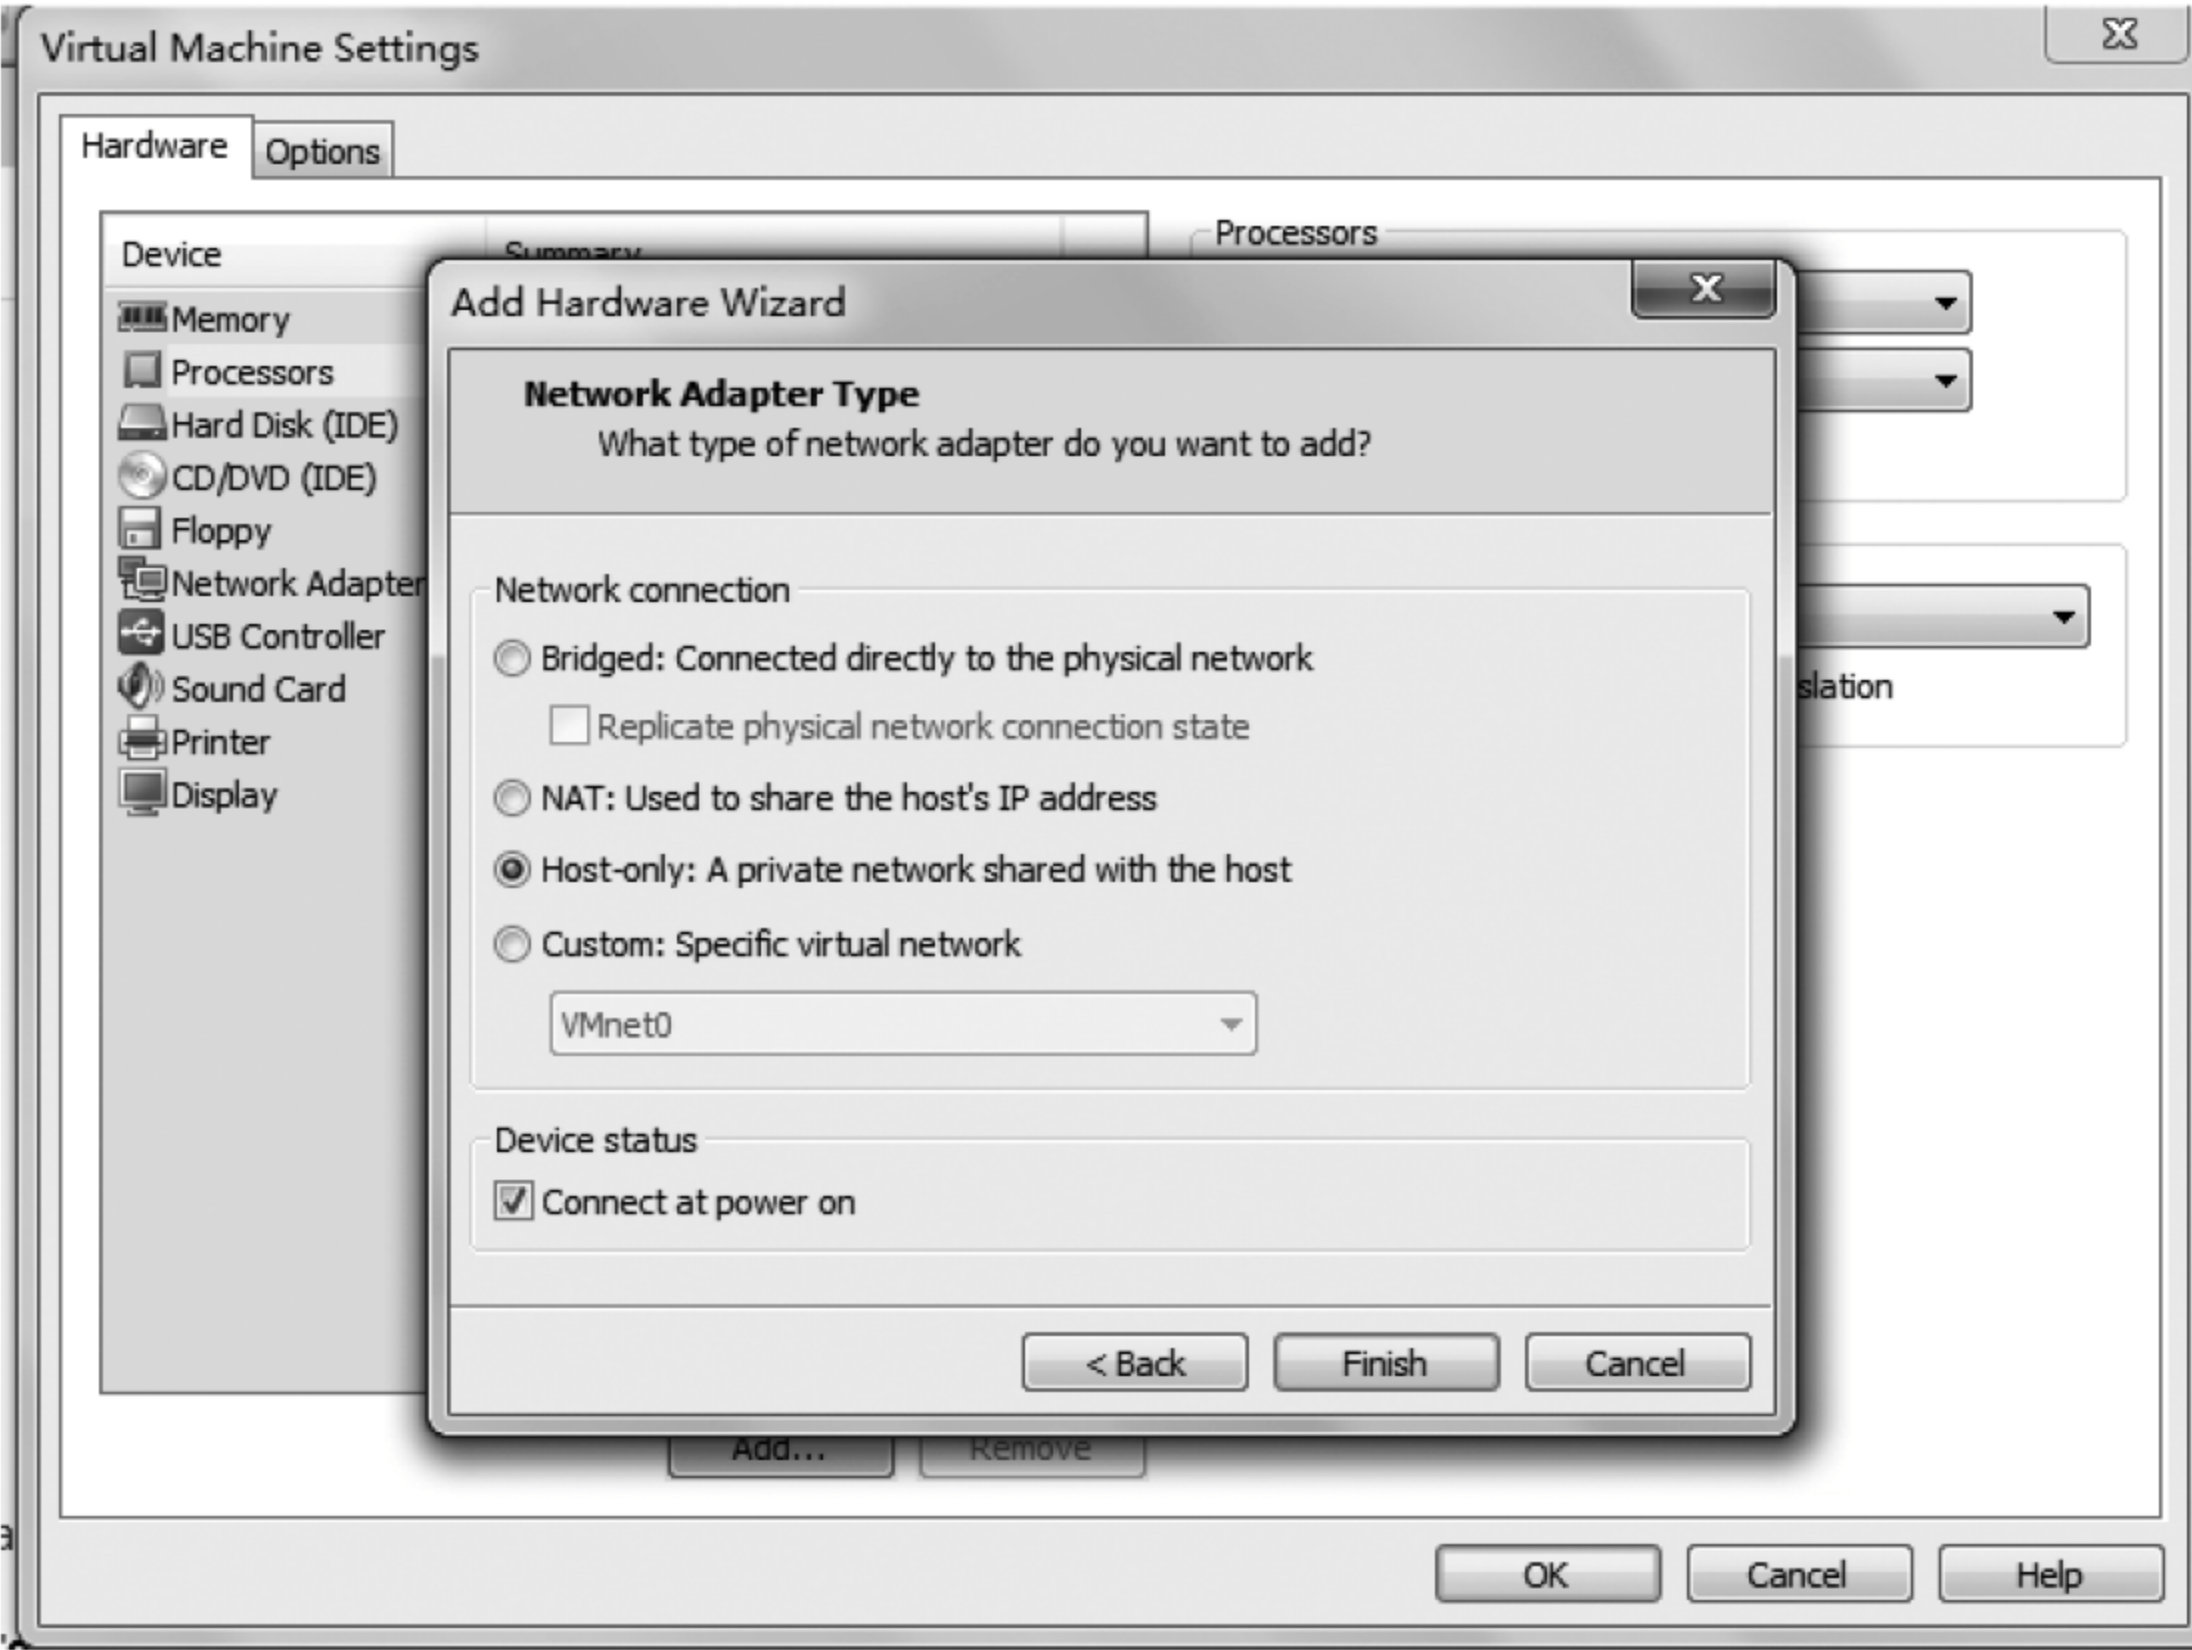 Virtual Machine Settings
Hardware
Options
Device
Summary
Memory
Processors
Hard Disk (IDE)
CD/DVD (IDE)
Floppy
Network Adapter
USB Controller
Sound Card
Printer
Display
Processors
slation
Add Hardware Wizard
Network Adapter Type
What type of network adapter do you want to add?
Network connection
Bridged: Connected directly to the physical network
Replicate physical network connection state
NAT: Used to share the host's IP address
Host-only: A private network shared with the host
Custom: Specific virtual network
VMnet0
Device status
Connect at power on
< Back
Finish
Cancel
Add...
Remove
OK
Cancel
Help